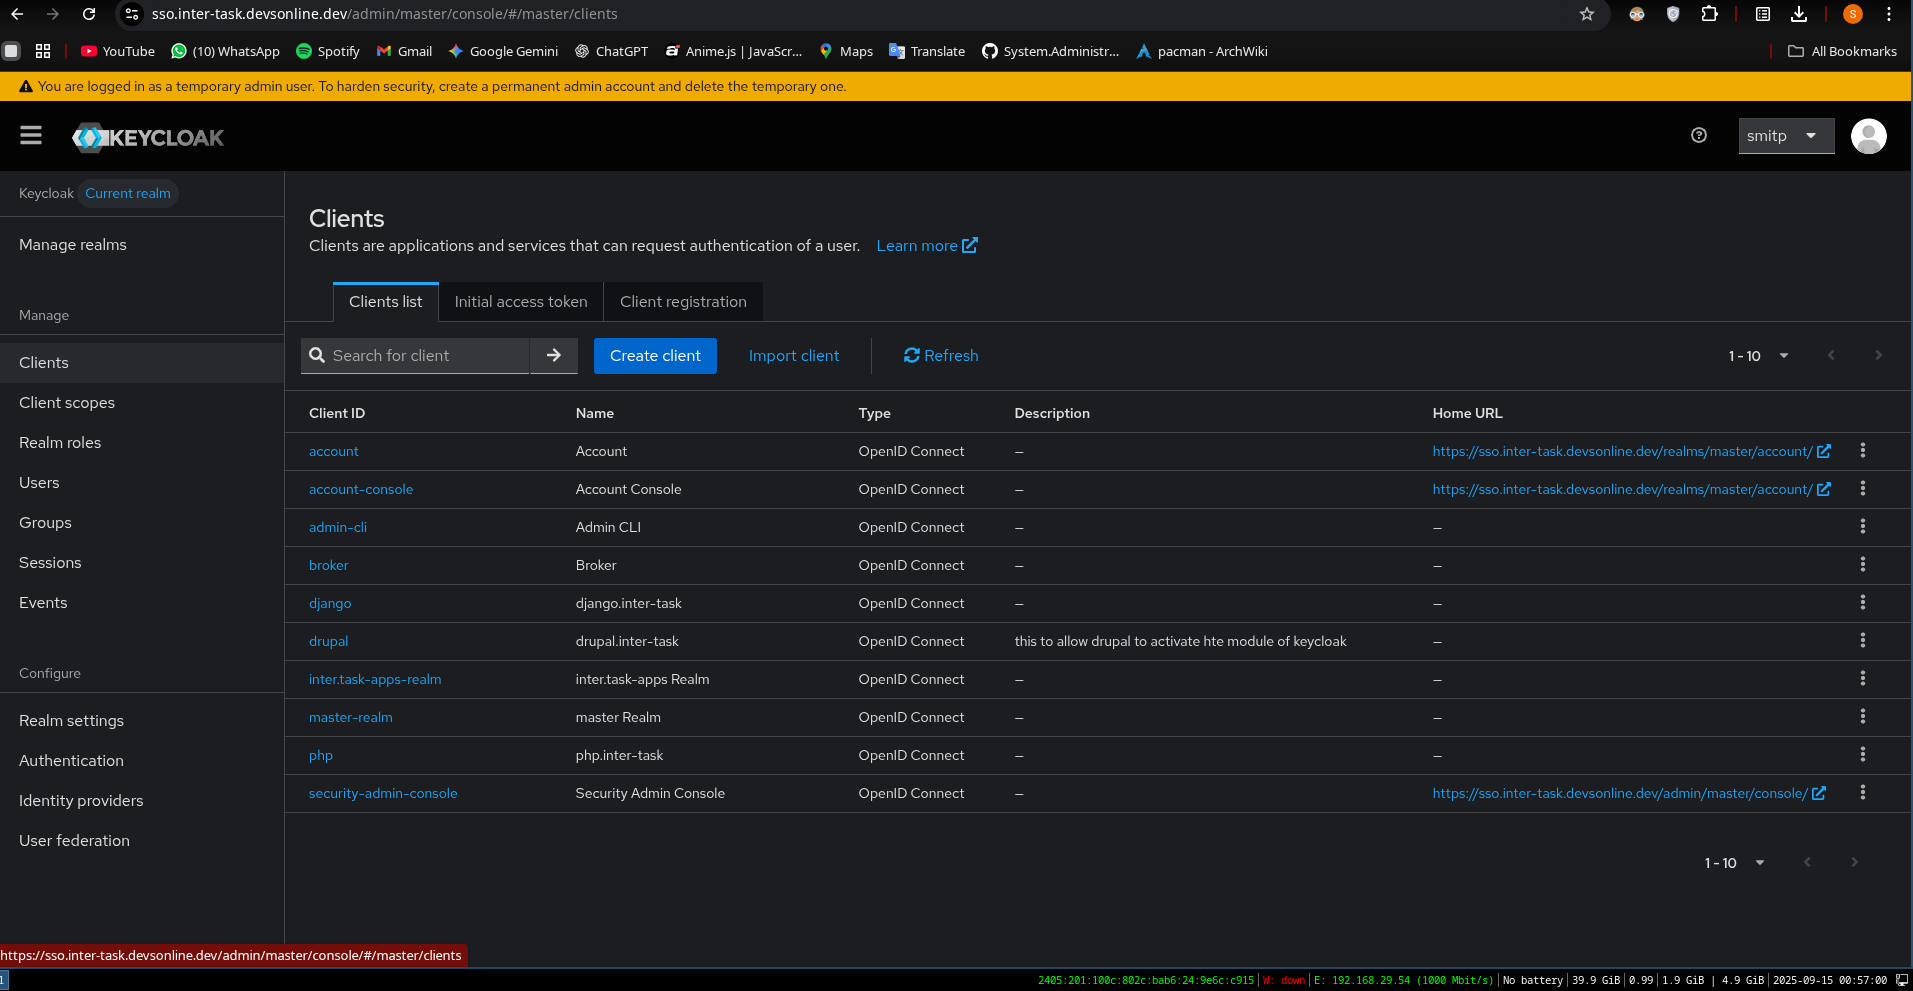 sso.inter-task.devsonline.dev/admin/master/console/#/master/clients
S
YouTube (10) WhatsApp Spotify Gmail Google Gemini ChatGPT Anime.js | JavaScr... Maps Translate System.Administr... pacman - ArchWiki All Bookmarks
You are logged in as a temporary admin user. To harden security, create a permanent admin account and delete the temporary one.
KEYCLOAK
smitp
Keycloak Current realm
Manage realms
Manage
Clients
Client scopes
Realm roles
Users
Groups
Sessions
Events
Configure
Realm settings
Authentication
Identity providers
User federation
Clients
Clients are applications and services that can request authentication of a user. Learn more
Clients list Initial access token Client registration
Search for client Create client Import client Refresh 1 - 10
Client ID Name Type Description Home URL
account Account OpenID Connect – https://sso.inter-task.devsonline.dev/realms/master/account/
account-console Account Console OpenID Connect – https://sso.inter-task.devsonline.dev/realms/master/account/
admin-cli Admin CLI OpenID Connect – –
broker Broker OpenID Connect – –
django django.inter-task OpenID Connect – –
drupal drupal.inter-task OpenID Connect this to allow drupal to activate hte module of keycloak –
inter.task-apps-realm inter.task-apps Realm OpenID Connect – –
master-realm master Realm OpenID Connect – –
php php.inter-task OpenID Connect – –
security-admin-console Security Admin Console OpenID Connect – https://sso.inter-task.devsonline.dev/admin/master/console/
1 - 10
https://sso.inter-task.devsonline.dev/admin/master/console/#/master/clients
1 2405:201:100c:802c:bab6:24:9e6c:c915 | W: down | E: 192.168.29.54 (1000 Mbit/s) | No battery | 39.9 GiB | 0.99 | 1.9 GiB | 4.9 GiB | 2025-09-15 00:57:00